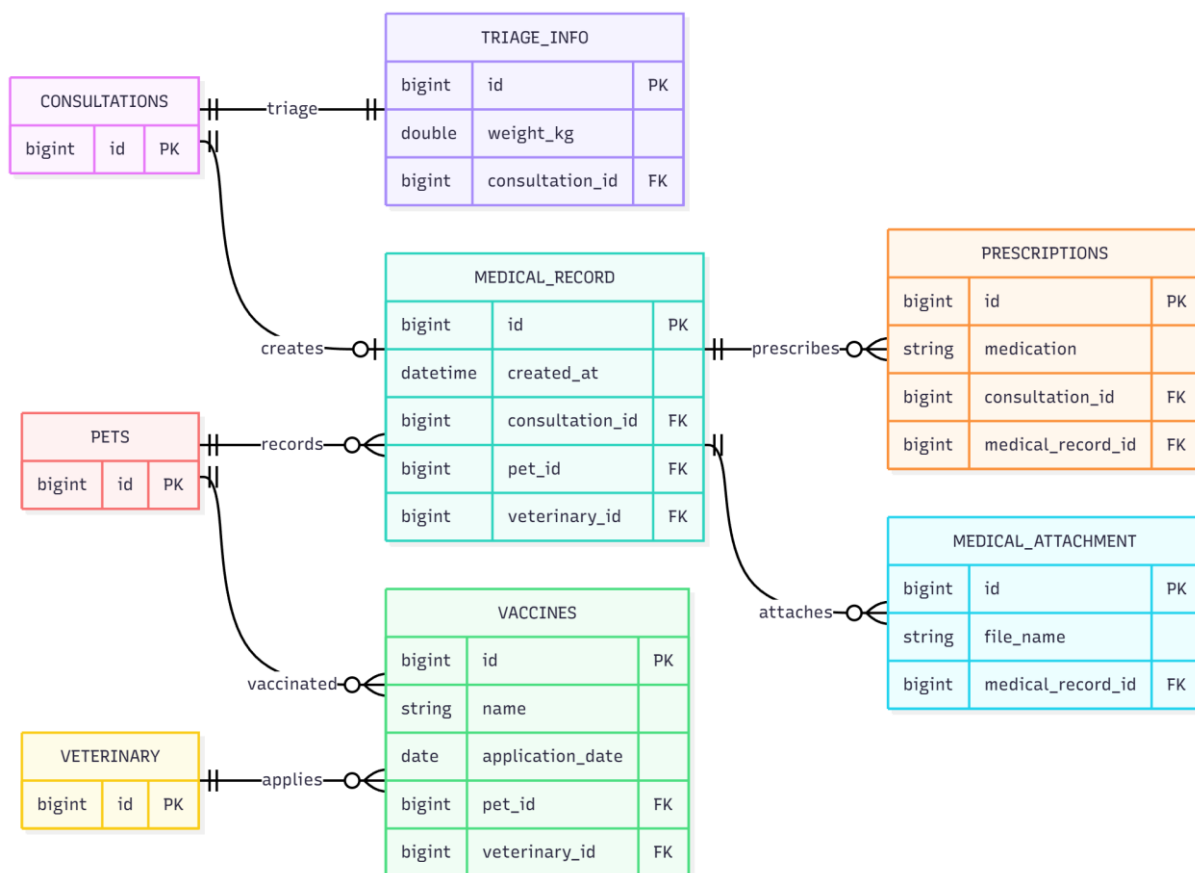 TRIAGE_INFO
bigint id PK
double weight_kg
bigint consultation_id FK
CONSULTATIONS
bigint id PK
triage
creates
MEDICAL_RECORD
bigint id PK
datetime created_at
bigint consultation_id FK
bigint pet_id FK
bigint veterinary_id FK
prescribes
PRESCRIPTIONS
bigint id PK
string medication
bigint consultation_id FK
bigint medical_record_id FK
PETS
bigint id PK
records
attaches
MEDICAL_ATTACHMENT
bigint id PK
string file_name
bigint medical_record_id FK
vaccinated
VACCINES
bigint id PK
string name
date application_date
bigint pet_id FK
bigint veterinary_id FK
VETERINARY
bigint id PK
applies